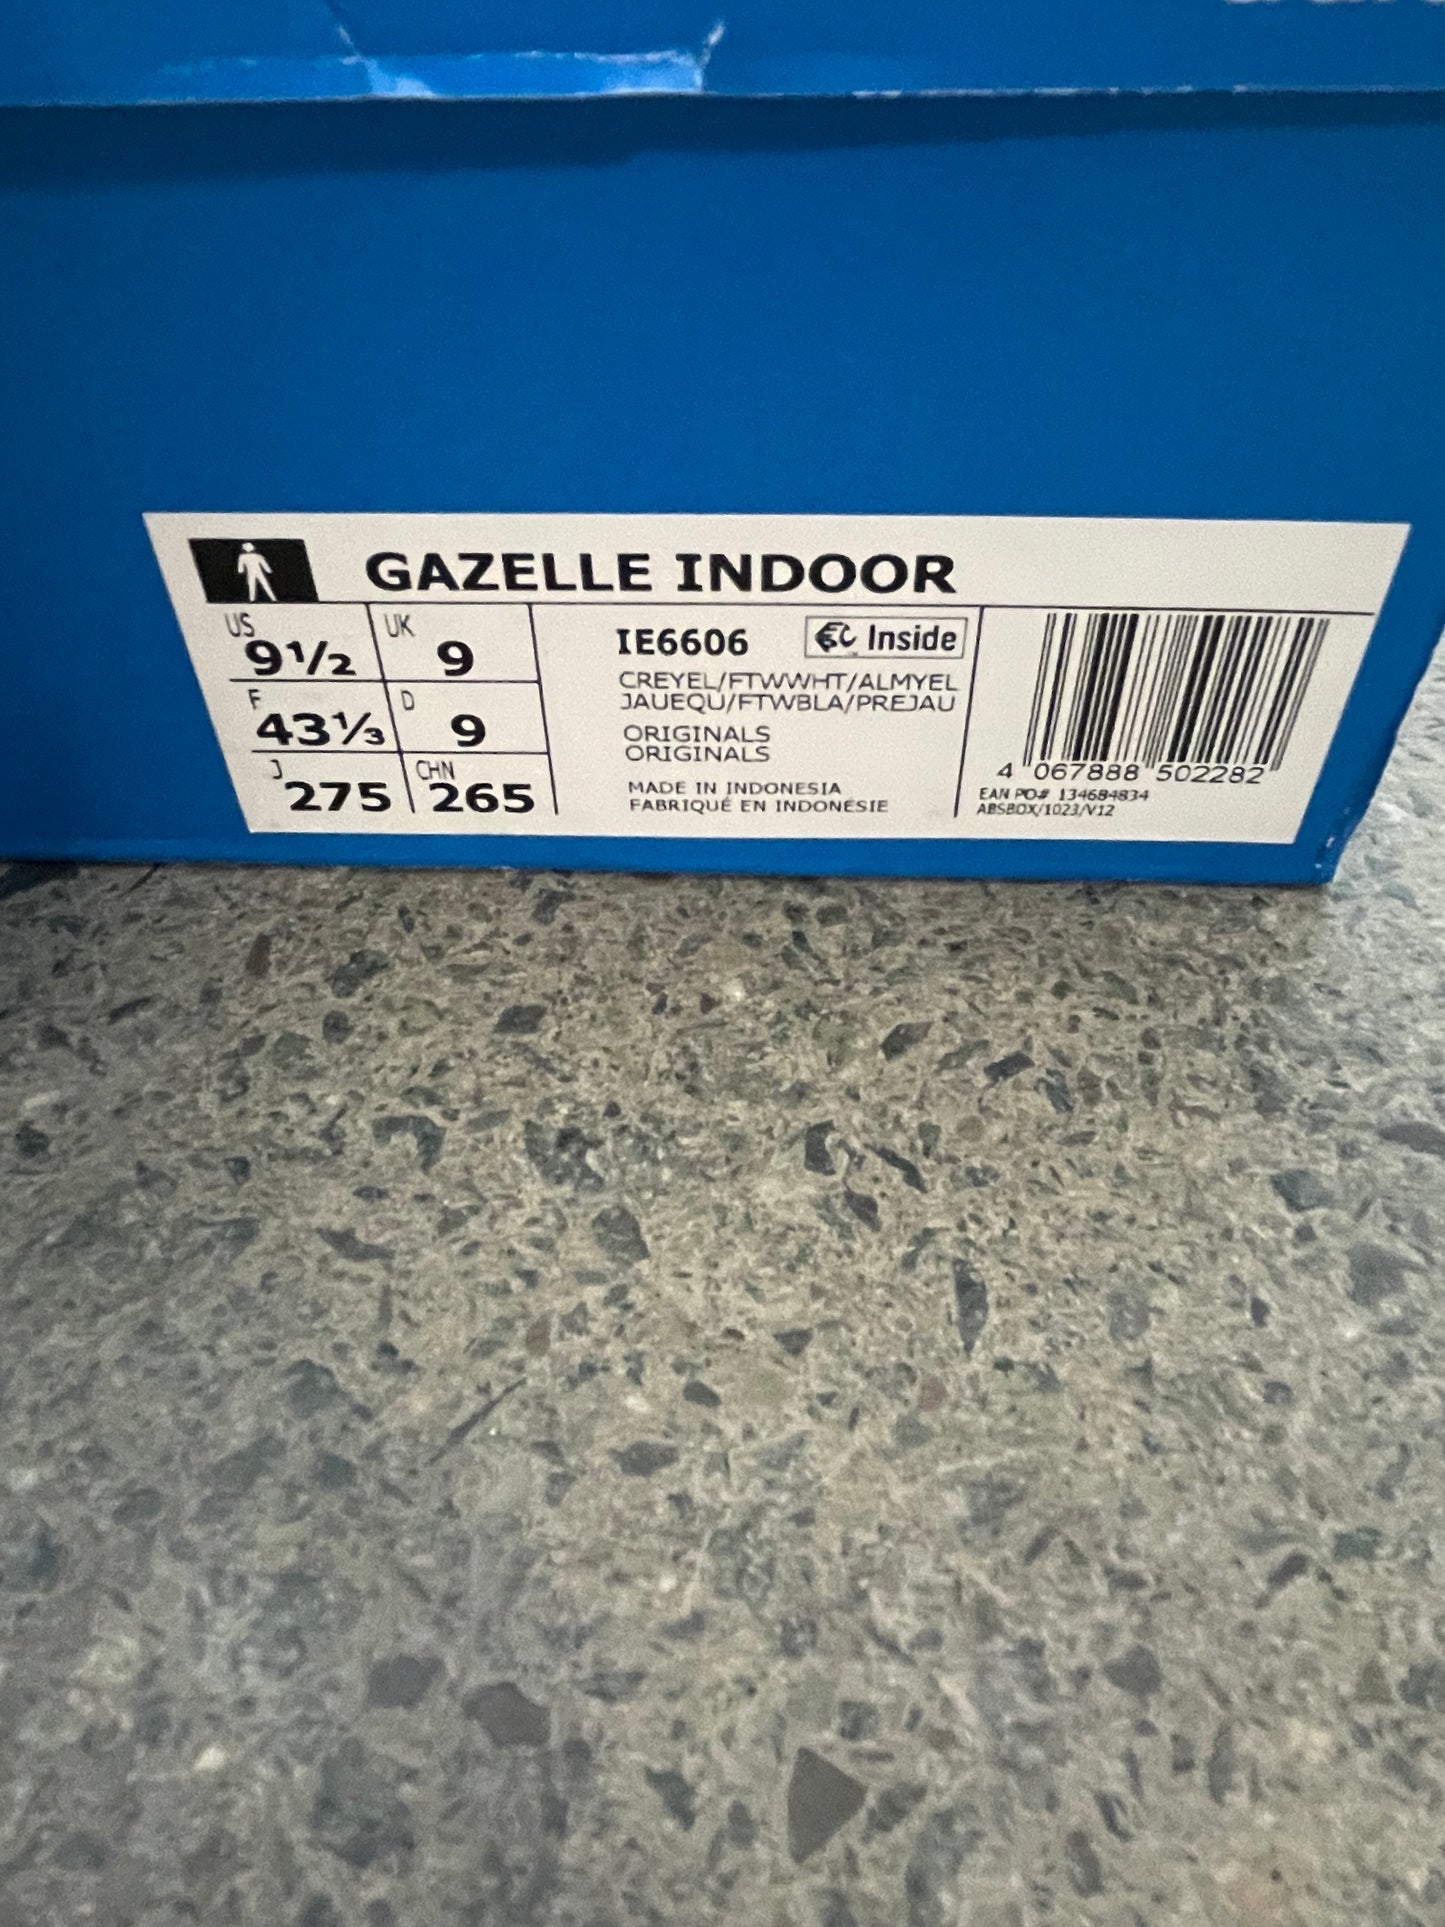 GAZELLE INDOOR
US 9½ UK 9
F 43⅓ D 9
J 275 CHN 265
IE6606 Inside
CREYEL/FTWWHT/ALMYEL
JAUEQU/FTWBLA/PREJAU
ORIGINALS
ORIGINALS
MADE IN INDONESIA
FABRIQUÉ EN INDONÉSIE
4 067888 502282
EAN PO# 134684834
ABSBOX/1023/V12